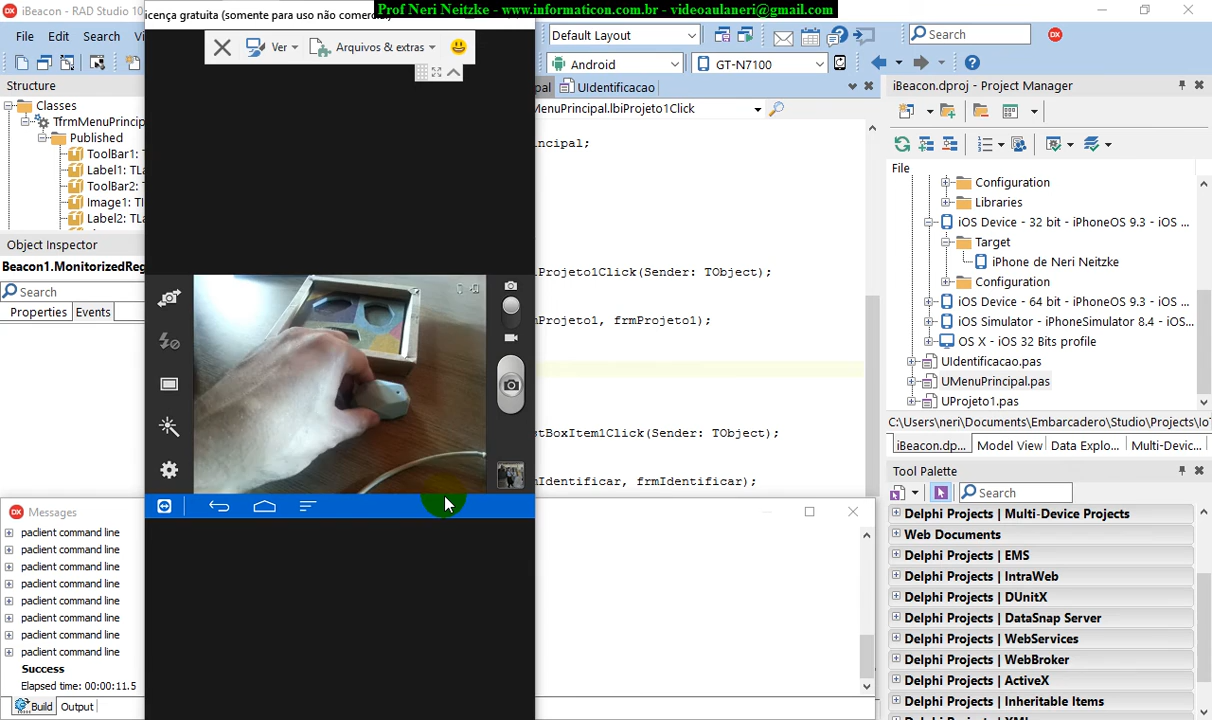 Prof Neri Neitzke - www.informaticon.com.br - videoaulaneri@gmail.com
iBeacon - RAD Studio 10
icença gratuita (somente para uso não comercial)
File Edit Search
Ver
Arquivos & extras
Default Layout
Search
Android
GT-N7100
Structure
Classes
TfrmMenuPrincip
Published
ToolBar1: T
Label1: TLa
ToolBar2: T
Image1: TI
Label2: TLa
UIdentificacao
MenuPrincipal.lbiProjeto1Click
ncipal;
Projeto1Click(Sender: TObject);
mProjeto1, frmProjeto1);
stBoxItem1Click(Sender: TObject);
mIdentificar, frmIdentificar);
Object Inspector
Beacon1.MonitorizedReg
Search
Properties Events
iBeacon.dproj - Project Manager
File
Configuration
Libraries
iOS Device - 32 bit - iPhoneOS 9.3 - iOS ...
Target
iPhone de Neri Neitzke
Configuration
iOS Device - 64 bit - iPhoneOS 9.3 - iOS ...
iOS Simulator - iPhoneSimulator 8.4 - iOS...
OS X - iOS 32 Bits profile
UIdentificacao.pas
UMenuPrincipal.pas
UProjeto1.pas
C:\Users\neri\Documents\Embarcadero\Studio\Projects\Io
iBeacon.dp... Model View Data Explo... Multi-Devic...
Tool Palette
Search
Delphi Projects | Multi-Device Projects
Web Documents
Delphi Projects | EMS
Delphi Projects | IntraWeb
Delphi Projects | DUnitX
Delphi Projects | DataSnap Server
Delphi Projects | WebServices
Delphi Projects | WebBroker
Delphi Projects | ActiveX
Delphi Projects | Inheritable Items
Messages
paclient command line
paclient command line
paclient command line
paclient command line
paclient command line
paclient command line
paclient command line
paclient command line
Success
Elapsed time: 00:00:11.5
Build Output